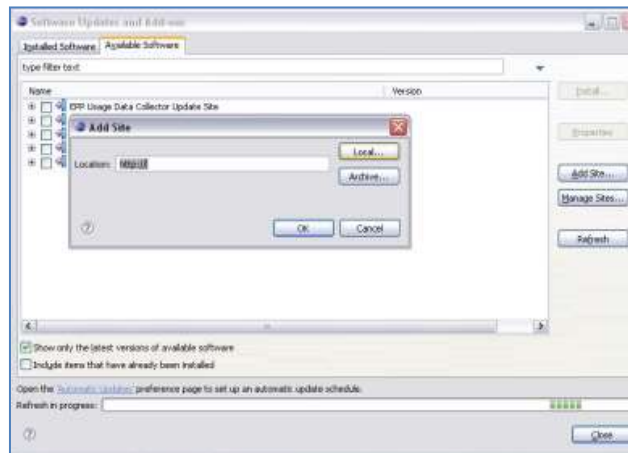 Software Updates and Add-ons
Installed Software
Available Software
type filter text
Name
Version
EPP Usage Data Collector Update Site
Add Site
Location:
http://
Local...
Archive...
OK
Cancel
Install...
Properties
Add Site...
Manage Sites...
Refresh
Show only the latest versions of available software
Include items that have already been installed
Open the 'Automatic Updates' preference page to set up an automatic update schedule.
Refresh in progress:
Close